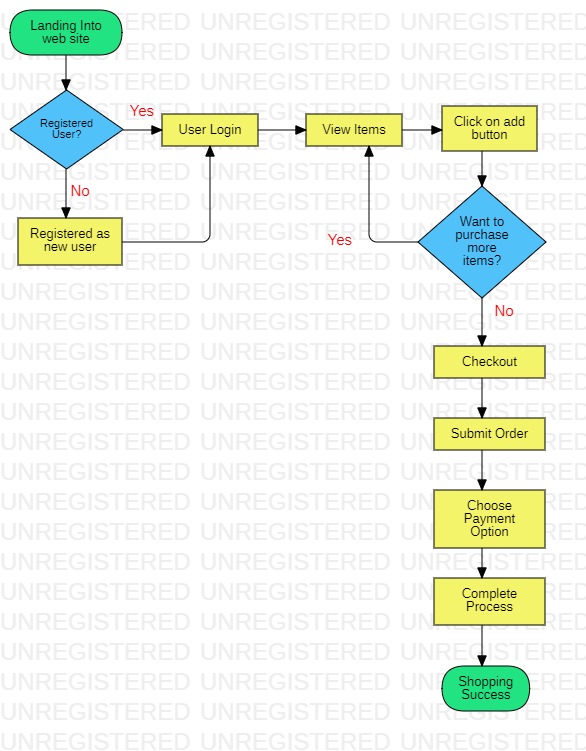 Landing Into
web site
Registered
User?
Yes
No
Registered as
new user
User Login
View Items
Click on add
button
Want to
purchase
more
items?
Yes
No
Checkout
Submit Order
Choose
Payment
Option
Complete
Process
Shopping
Success
UNREGISTERED UNREGISTERED UNREGISTERED